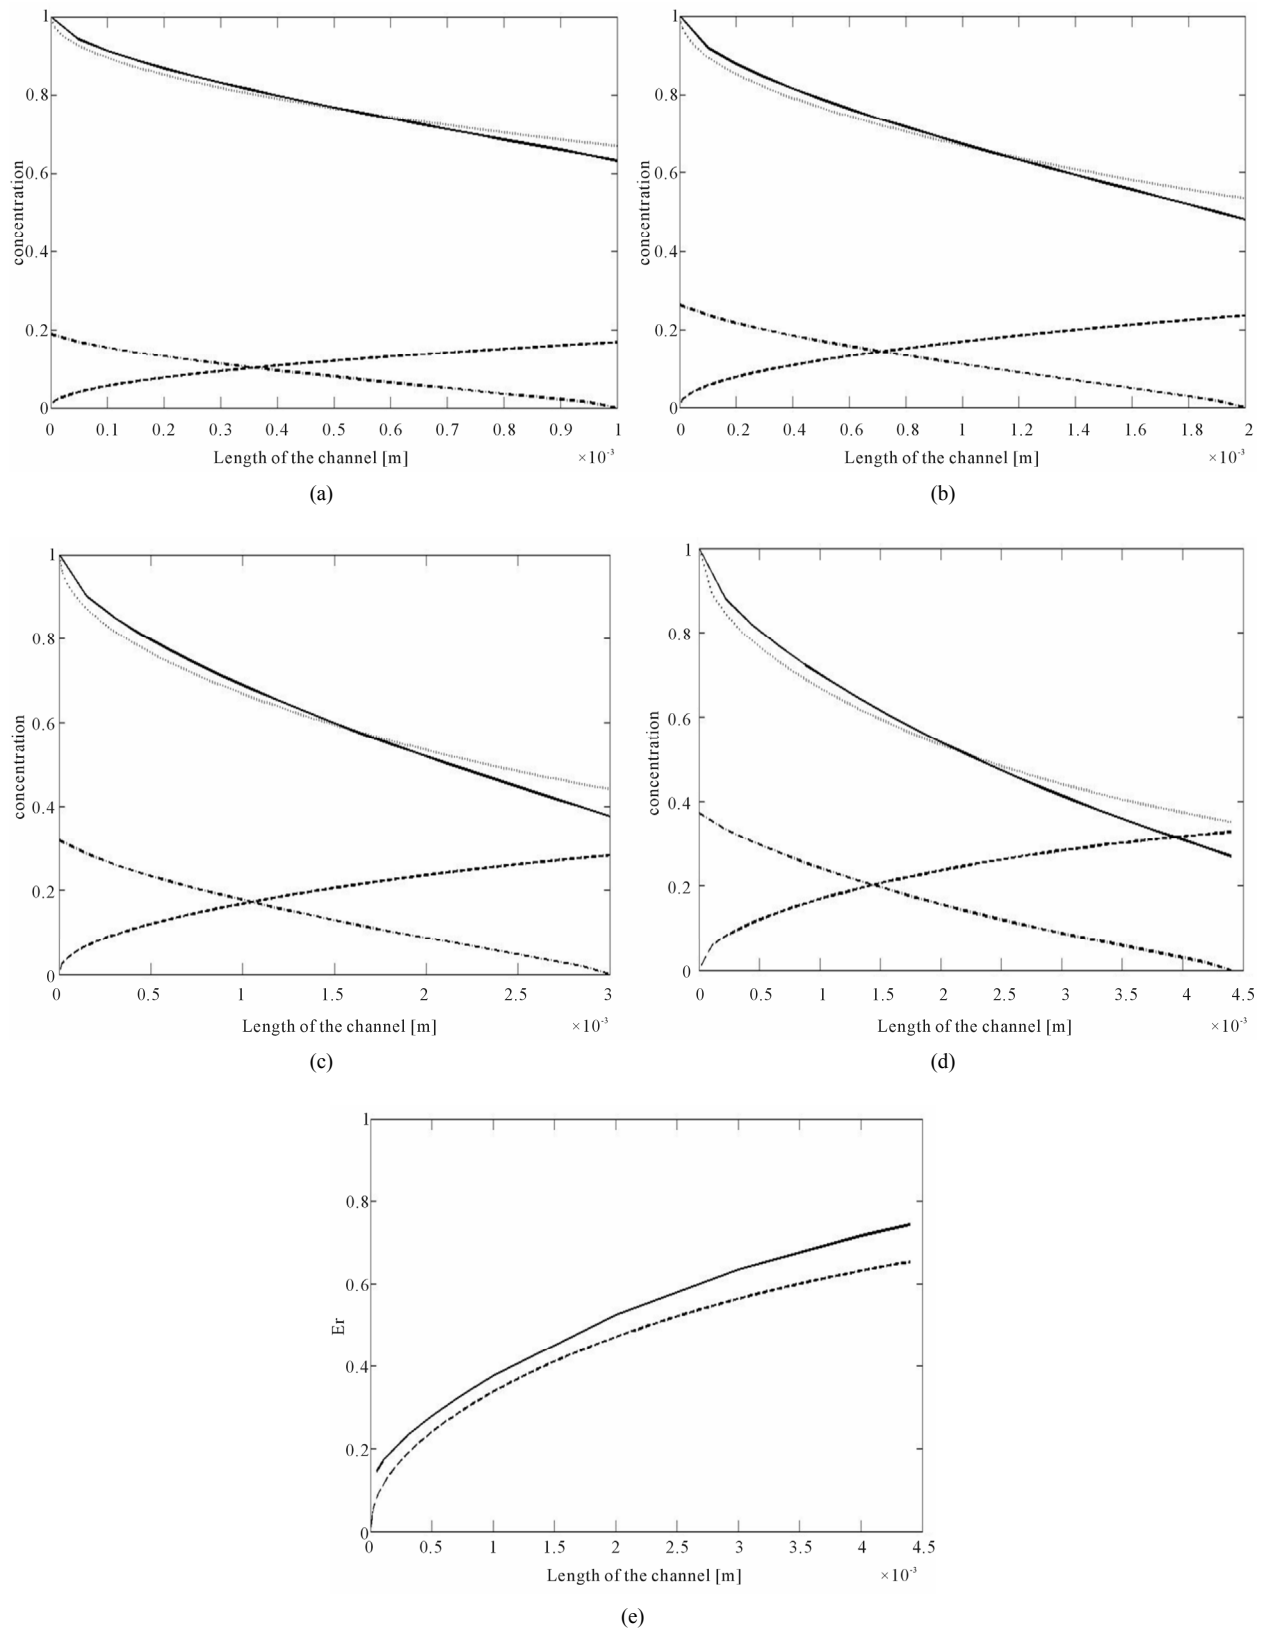 1
0.8
0.6
0.4
0.2
0
concentration
0 0.1 0.2 0.3 0.4 0.5 0.6 0.7 0.8 0.9 1
Length of the channel [m] ×10⁻³
(a)
1
0.8
0.6
0.4
0.2
0
concentration
0 0.2 0.4 0.6 0.8 1 1.2 1.4 1.6 1.8 2
Length of the channel [m] ×10⁻³
(b)
1
0.8
0.6
0.4
0.2
0
concentration
0 0.5 1 1.5 2 2.5 3
Length of the channel [m] ×10⁻³
(c)
1
0.8
0.6
0.4
0.2
0
concentration
0 0.5 1 1.5 2 2.5 3 3.5 4 4.5
Length of the channel [m] ×10⁻³
(d)
1
0.8
0.6
0.4
0.2
0
Er
0 0.5 1 1.5 2 2.5 3 3.5 4 4.5
Length of the channel [m] ×10⁻³
(e)